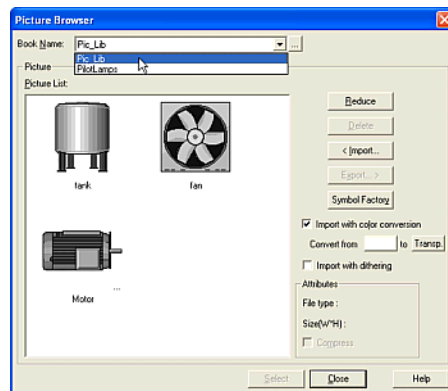 Picture Browser
Book Name: Pic_Lib ...
Pic_Lib
PilotLamps
Picture
Picture List:
tank
fan
Motor
...
Reduce
Delete
< Import...
Export... >
Symbol Factory
Import with color conversion
Convert from to Transp.
Import with dithering
Attributes
File type :
Size(W*H) :
Compress
Select
Close
Help